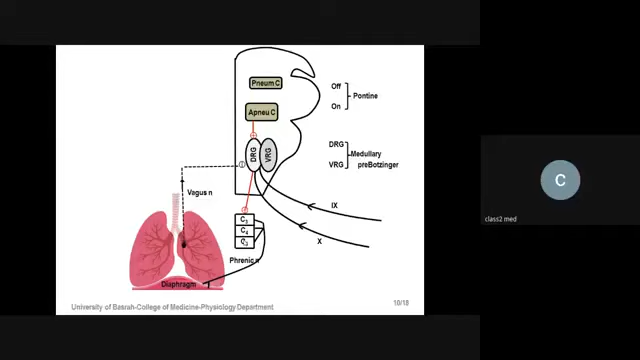 Pneum C
Off
Pontine
Apneu C
On
DRG
VRG
DRG
Medullary
VRG
preBotzinger
Vagus n
IX
C3
C4
X
Phrenic n
Diaphragm
C
class2 med
University of Basrah-College of Medicine-Physiology Department
10/18